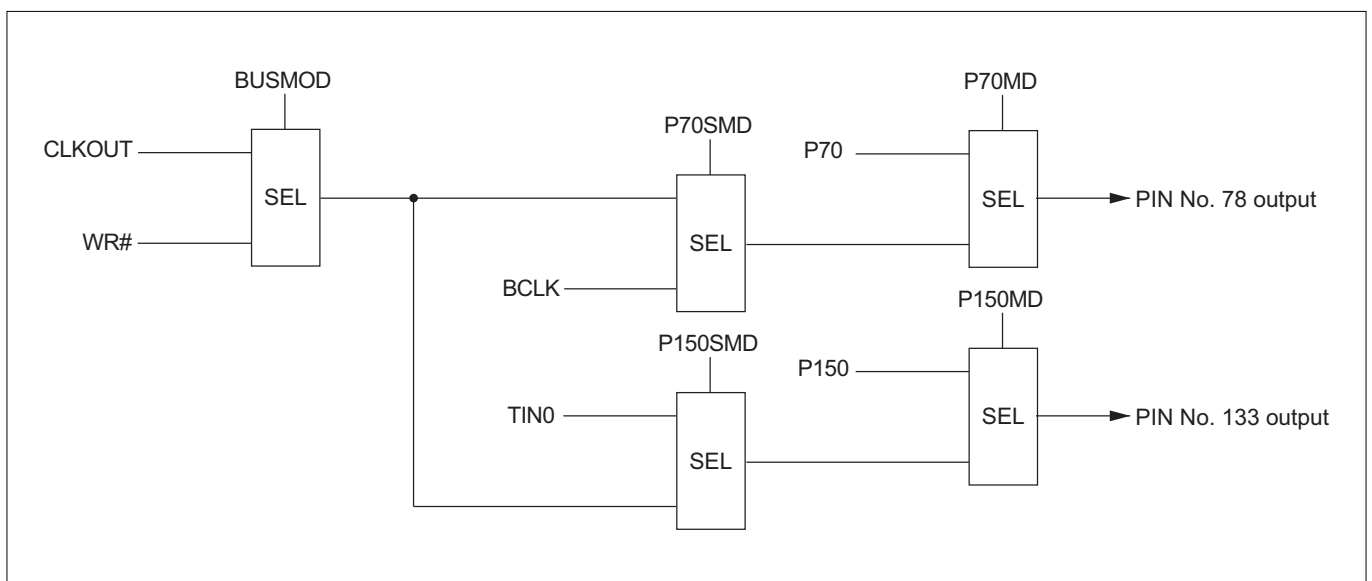 BUSMOD
CLKOUT
SEL
WR#
P70SMD
SEL
BCLK
P70MD
P70
SEL
PIN No. 78 output
P150SMD
TIN0
SEL
P150MD
P150
SEL
PIN No. 133 output